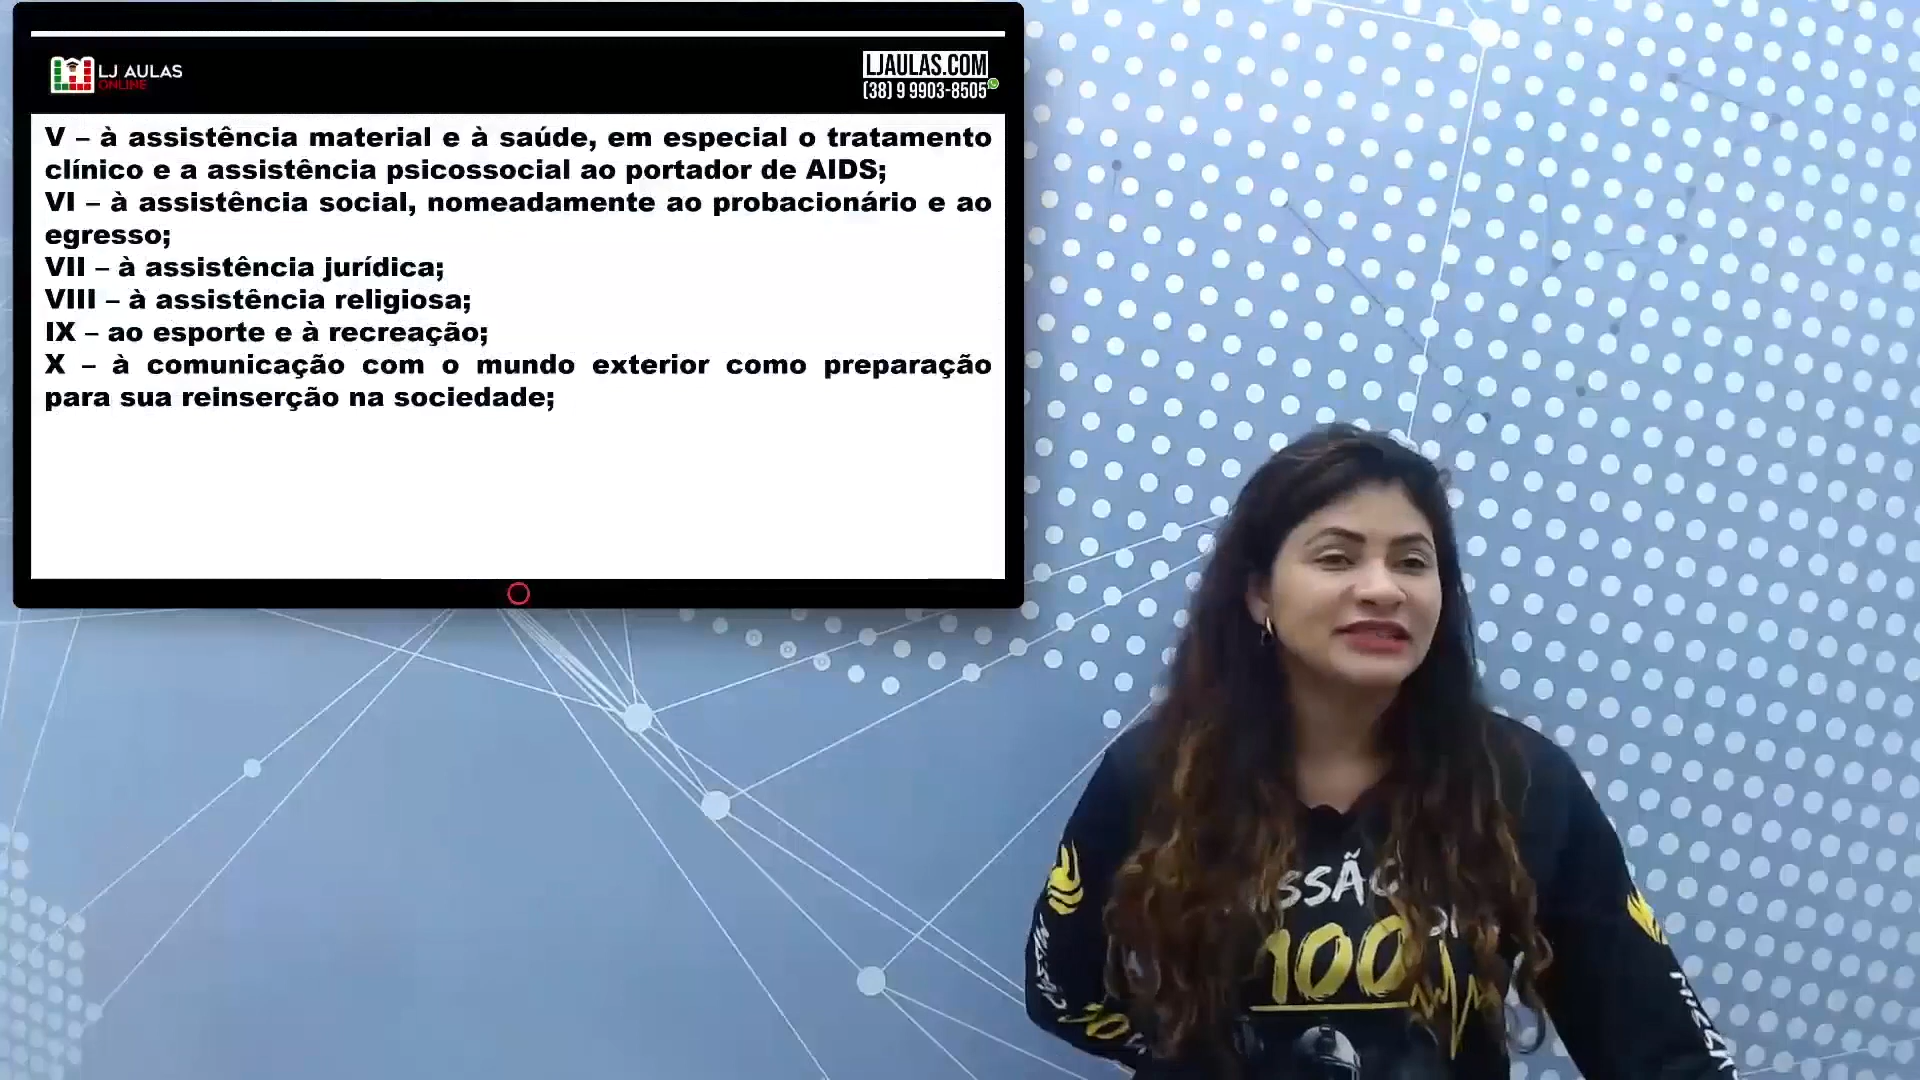 LJ AULAS
ONLINE
LJAULAS.COM
(38) 9 9903-8505
V – à assistência material e à saúde, em especial o tratamento
clínico e a assistência psicossocial ao portador de AIDS;
VI – à assistência social, nomeadamente ao probacionário e ao
egresso;
VII – à assistência jurídica;
VIII – à assistência religiosa;
IX – ao esporte e à recreação;
X – à comunicação com o mundo exterior como preparação
para sua reinserção na sociedade;
100